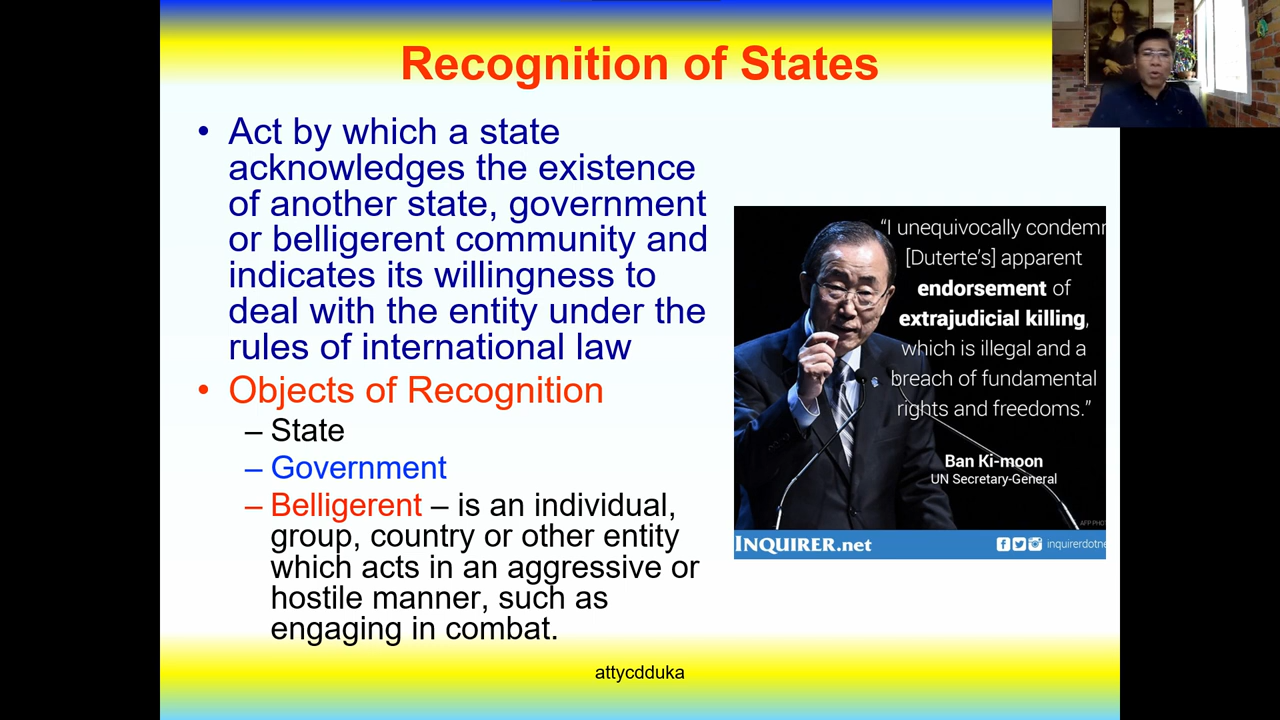 Recognition of States
• Act by which a state
acknowledges the existence
of another state, government
or belligerent community and
indicates its willingness to
deal with the entity under the
rules of international law
• Objects of Recognition
– State
– Government
– Belligerent – is an individual,
group, country or other entity
which acts in an aggressive or
hostile manner, such as
engaging in combat.
“I unequivocally condemn
[Duterte’s] apparent
endorsement of
extrajudicial killing,
which is illegal and a
breach of fundamental
rights and freedoms.”
Ban Ki-moon
UN Secretary-General
AFP PHOT
INQUIRER.net
inquirerdotne
attycdduka